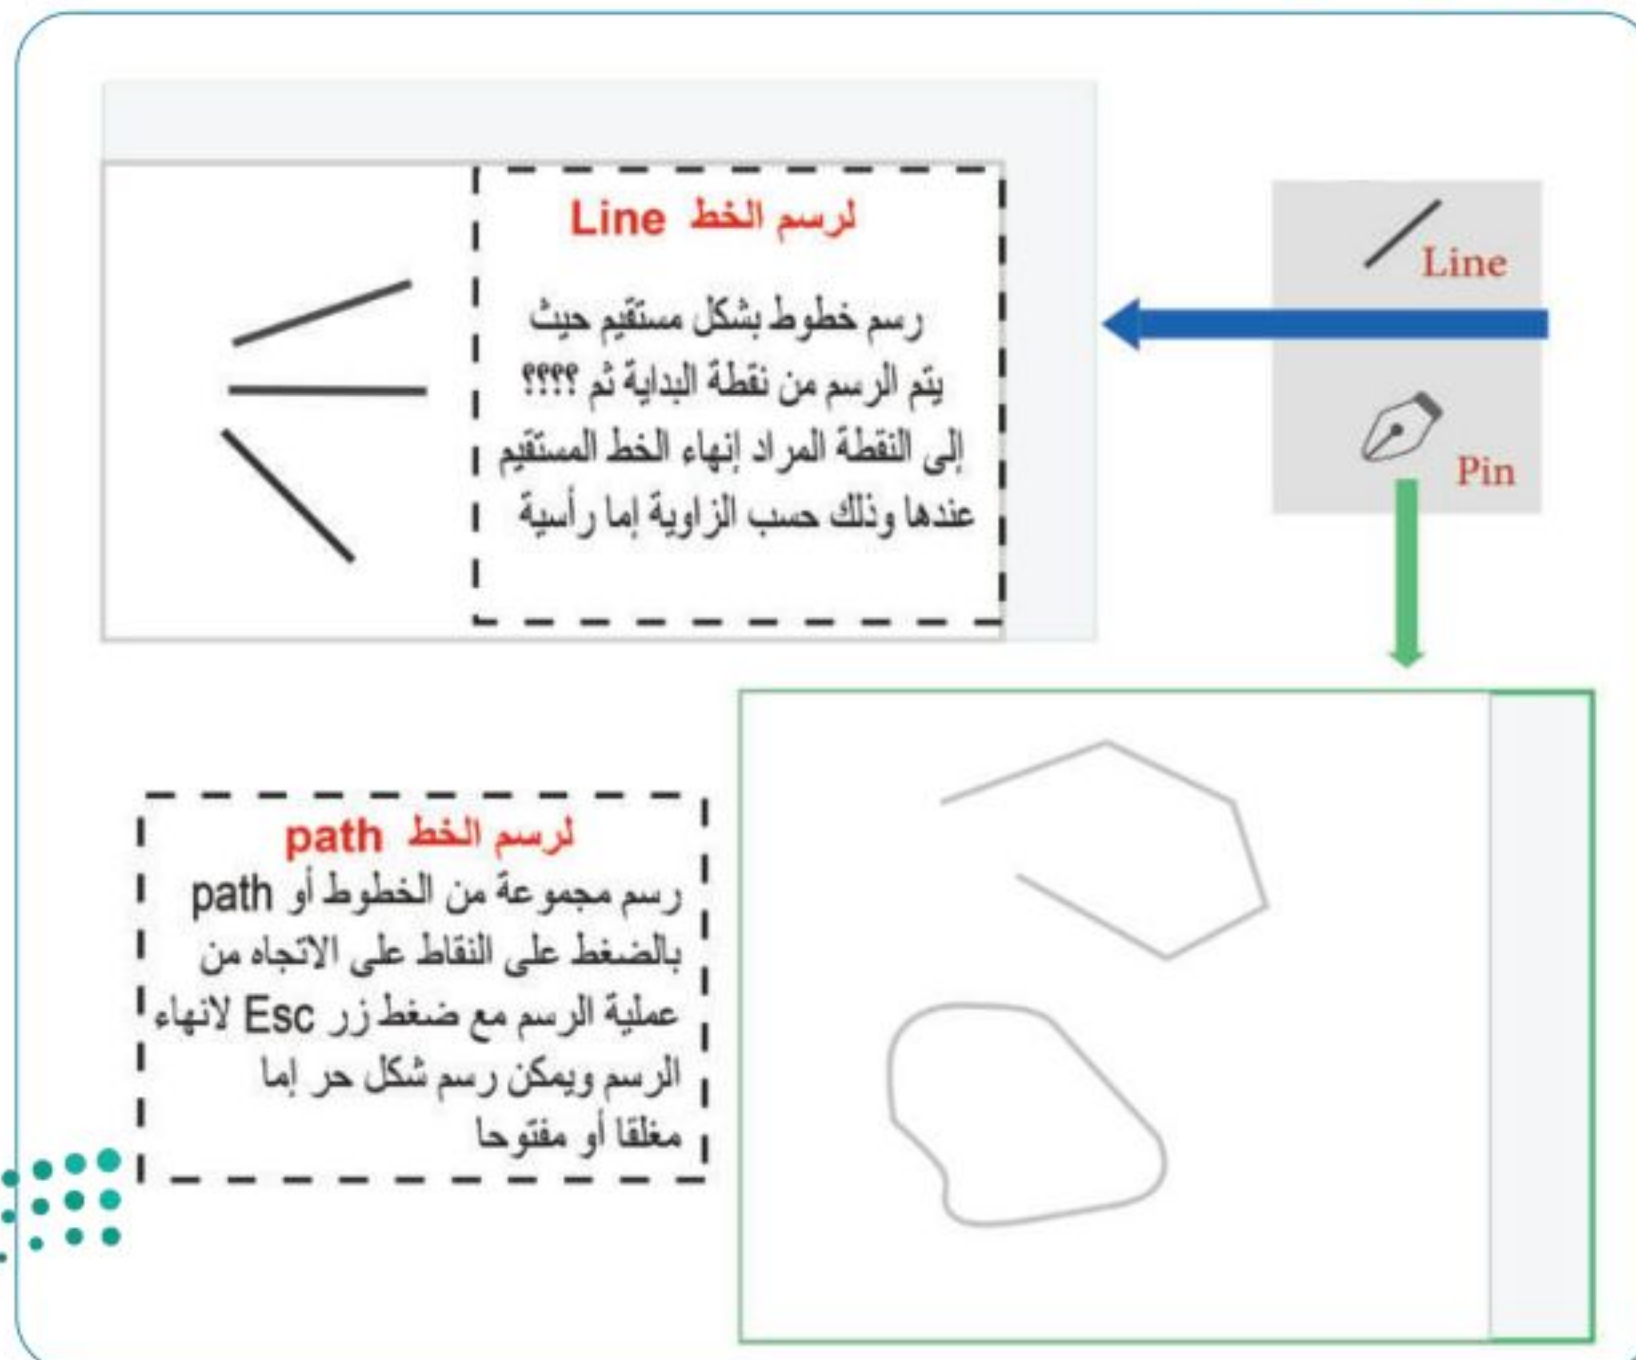 لرسم الخط Line
رسم خطوط بشكل مستقيم حيث
يتم الرسم من نقطة البداية ثم ؟؟؟؟
إلى النقطة المراد إنهاء الخط المستقيم
عندها وذلك حسب الزاوية إما رأسية
Line
Pin
لرسم الخط path
رسم مجموعة من الخطوط أو path
بالضغط على النقاط على الاتجاه من
عملية الرسم مع ضغط زر Esc لانهاء
الرسم ويمكن رسم شكل حر إما
مغلقا أو مفتوحا